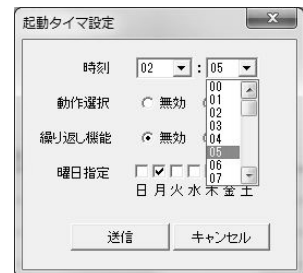 起動タイマ設定
時刻 02 : 05
00
01
02
03
04
05
06
07
動作選択 無効
繰り返し機能 無効
曜日指定
日 月 火 水 木 金 土
送信 キャンセル